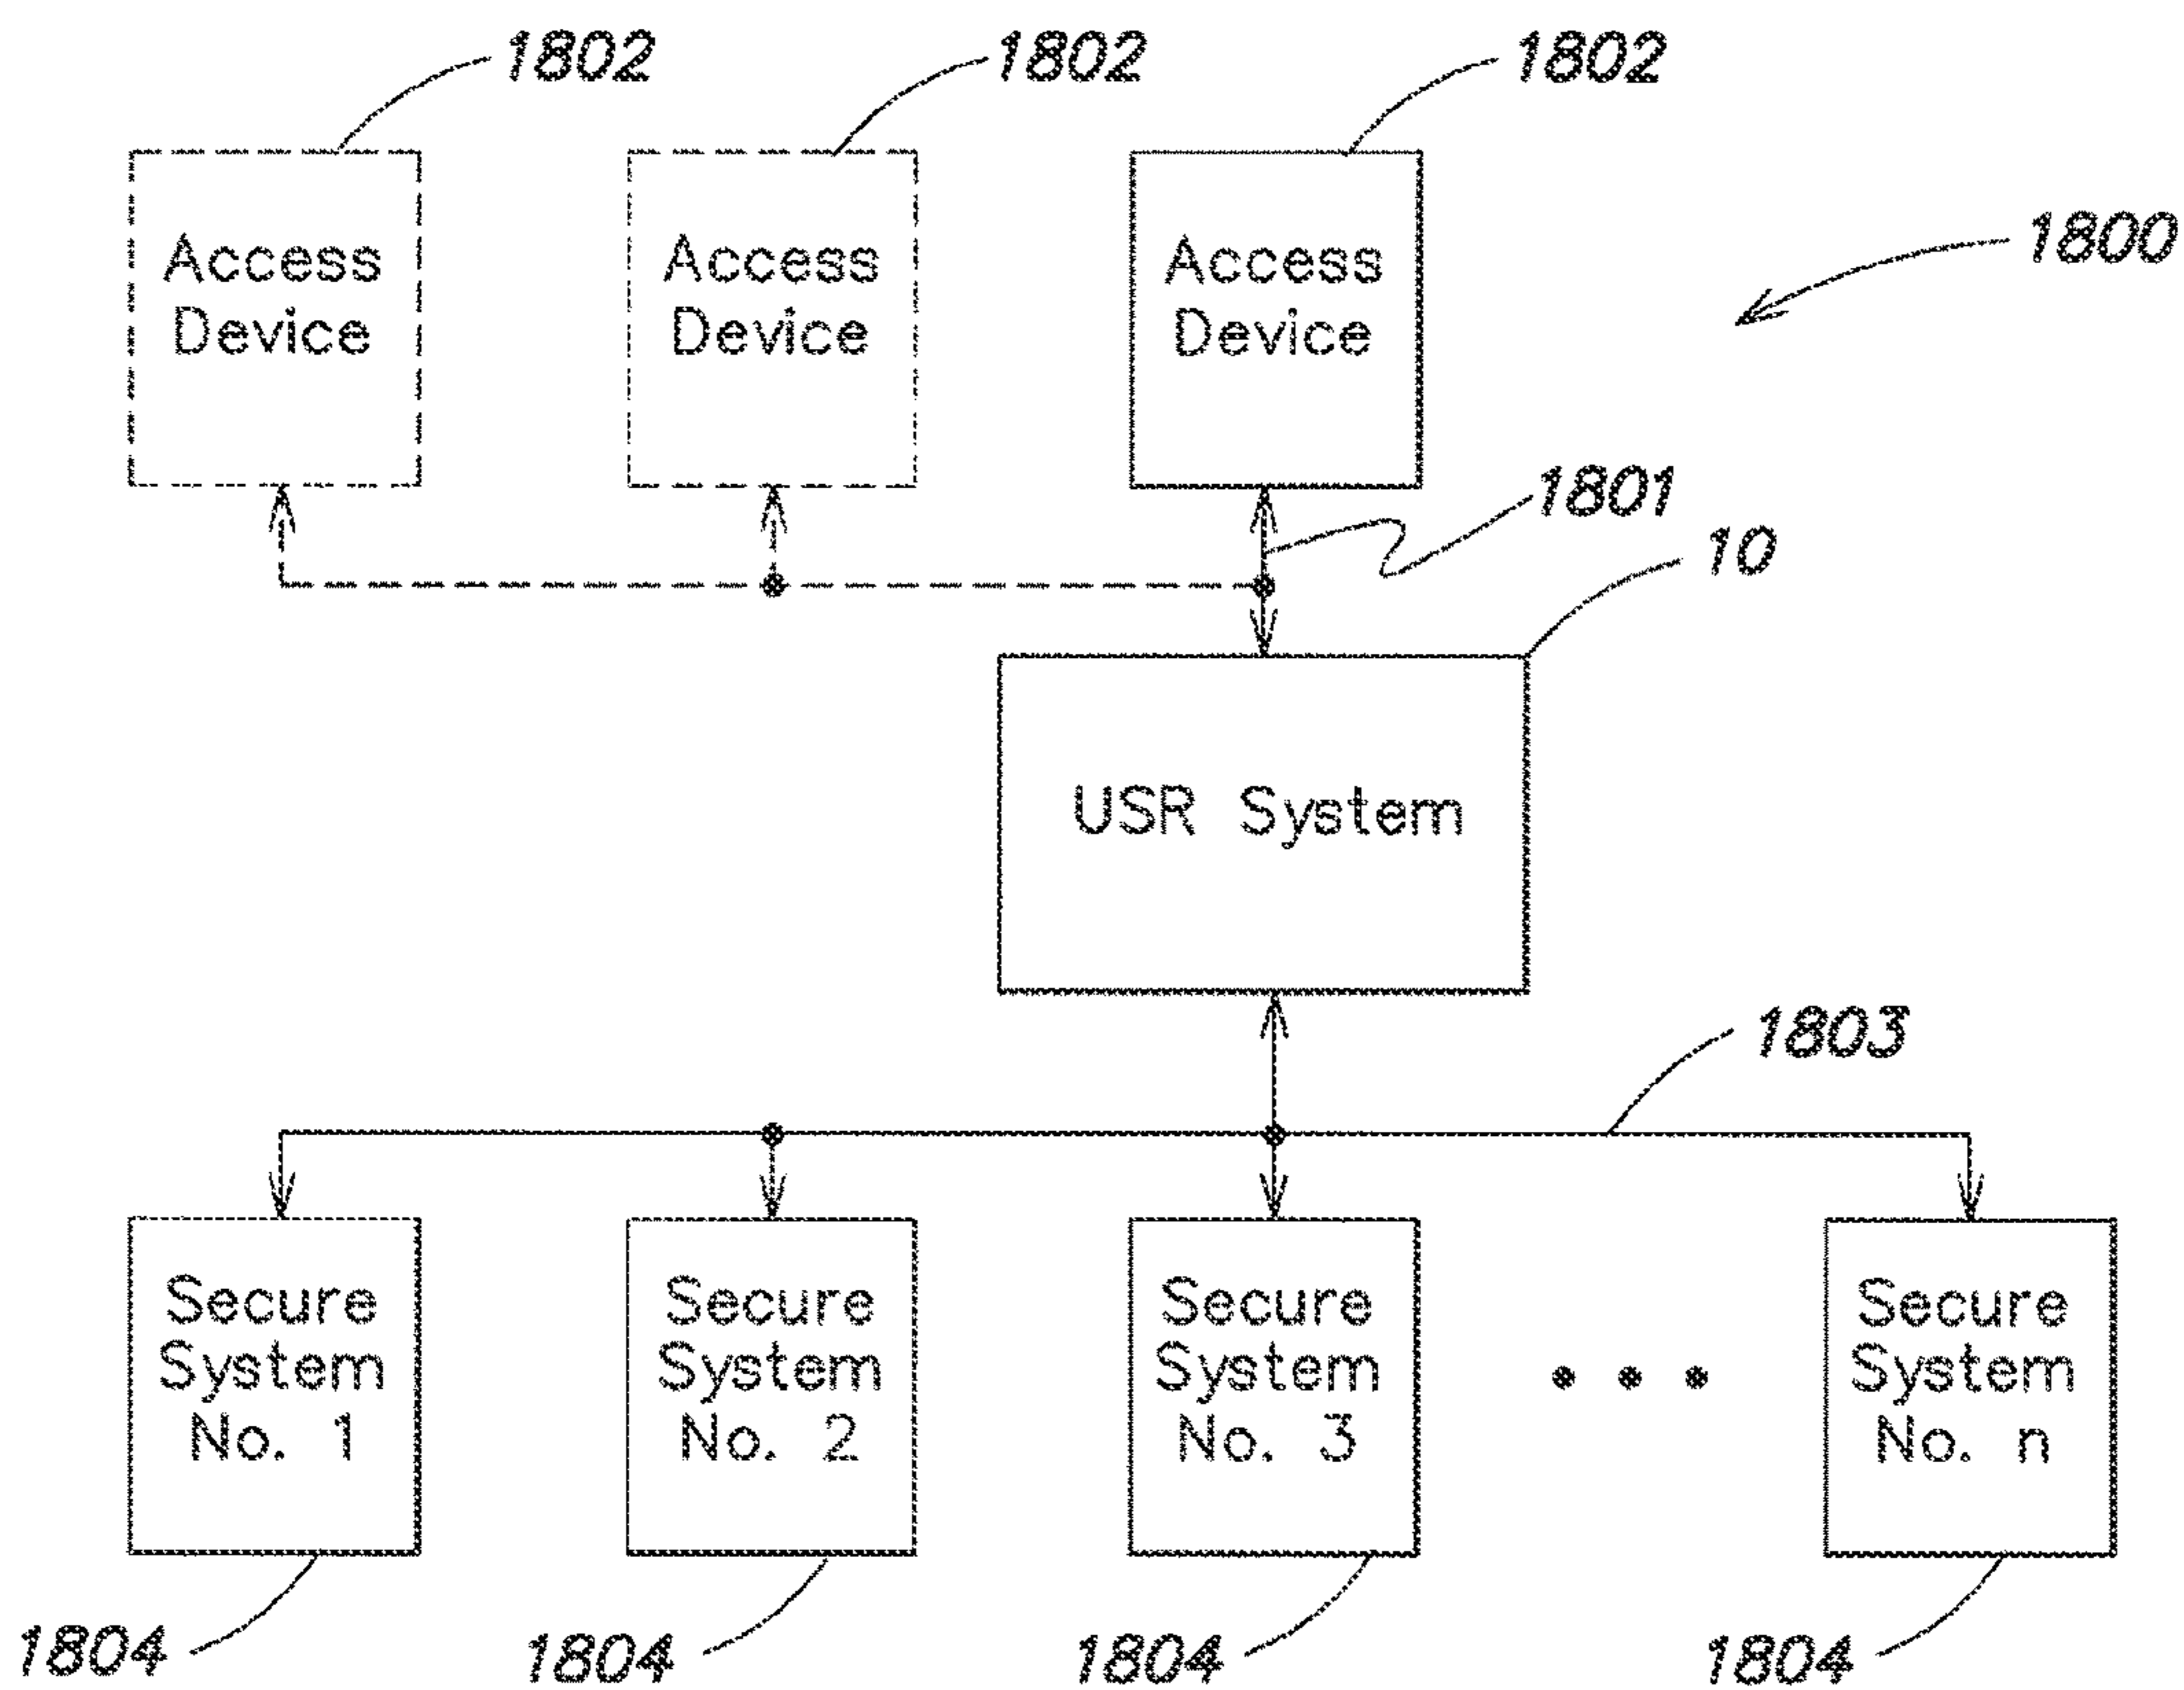 1802
1802
1802
1800
Access
Device
Access
Device
Access
Device
1801
10
USR System
1803
Secure
System
No. 1
Secure
System
No. 2
Secure
System
No. 3
Secure
System
No. n
1804
1804
1804
1804